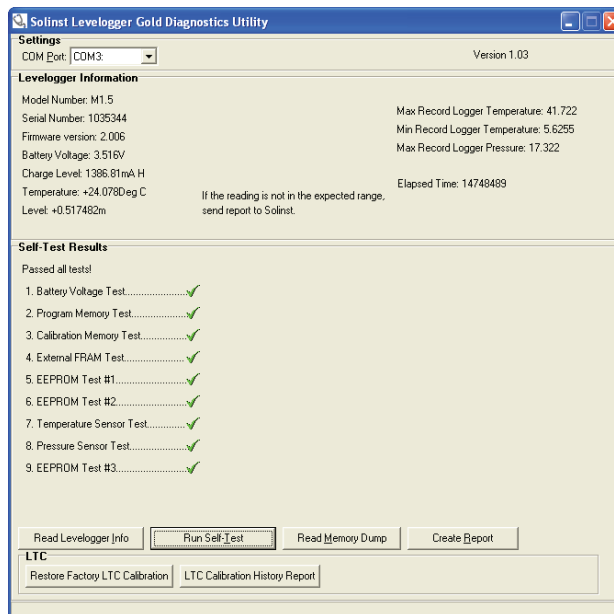 Solinst Levelogger Gold Diagnostics Utility
Settings
COM Port: COM3:
Version 1.03
Levelogger Information
Model Number: M1.5
Serial Number: 1035344
Firmware version: 2.006
Battery Voltage: 3.516V
Charge Level: 1386.81mA H
Temperature: +24.078Deg C
Level: +0.517482m
If the reading is not in the expected range,
send report to Solinst.
Max Record Logger Temperature: 41.722
Min Record Logger Temperature: 5.6255
Max Record Logger Pressure: 17.322
Elapsed Time: 14748489
Self-Test Results
Passed all tests!
1. Battery Voltage Test.......................
2. Program Memory Test....................
3. Calibration Memory Test...............
4. External FRAM Test....................
5. EEPROM Test #1.......................
6. EEPROM Test #2.......................
7. Temperature Sensor Test.............
8. Pressure Sensor Test...................
9. EEPROM Test #3.......................
Read Levelogger Info
Run Self-Test
Read Memory Dump
Create Report
LTC
Restore Factory LTC Calibration
LTC Calibration History Report